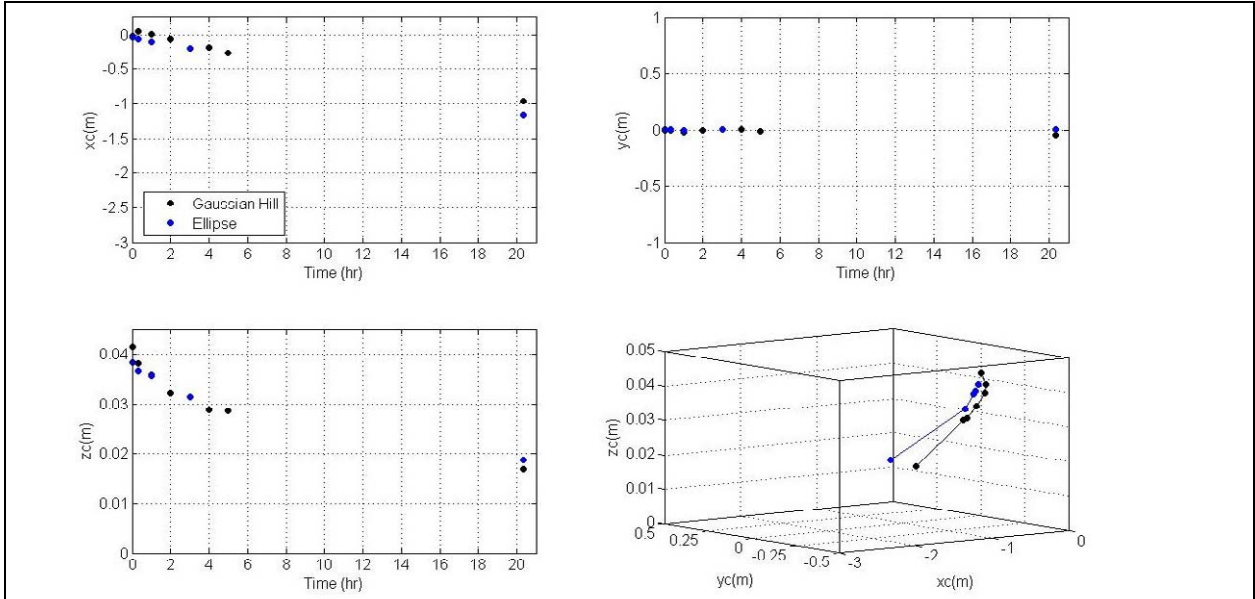 0
-0.5
-1
-1.5
-2
-2.5
-3
xc(m)
Gaussian Hill
Ellipse
0 2 4 6 8 10 12 14 16 18 20
Time (hr)
1
0.5
0
-0.5
-1
yc(m)
0 2 4 6 8 10 12 14 16 18 20
Time (hr)
0.04
0.03
0.02
0.01
0
zc(m)
0 2 4 6 8 10 12 14 16 18 20
Time (hr)
0.05
0.04
0.03
0.02
0.01
0
zc(m)
0.5 0.25 0 -0.25 -0.5
yc(m)
-3 -2 -1 0
xc(m)